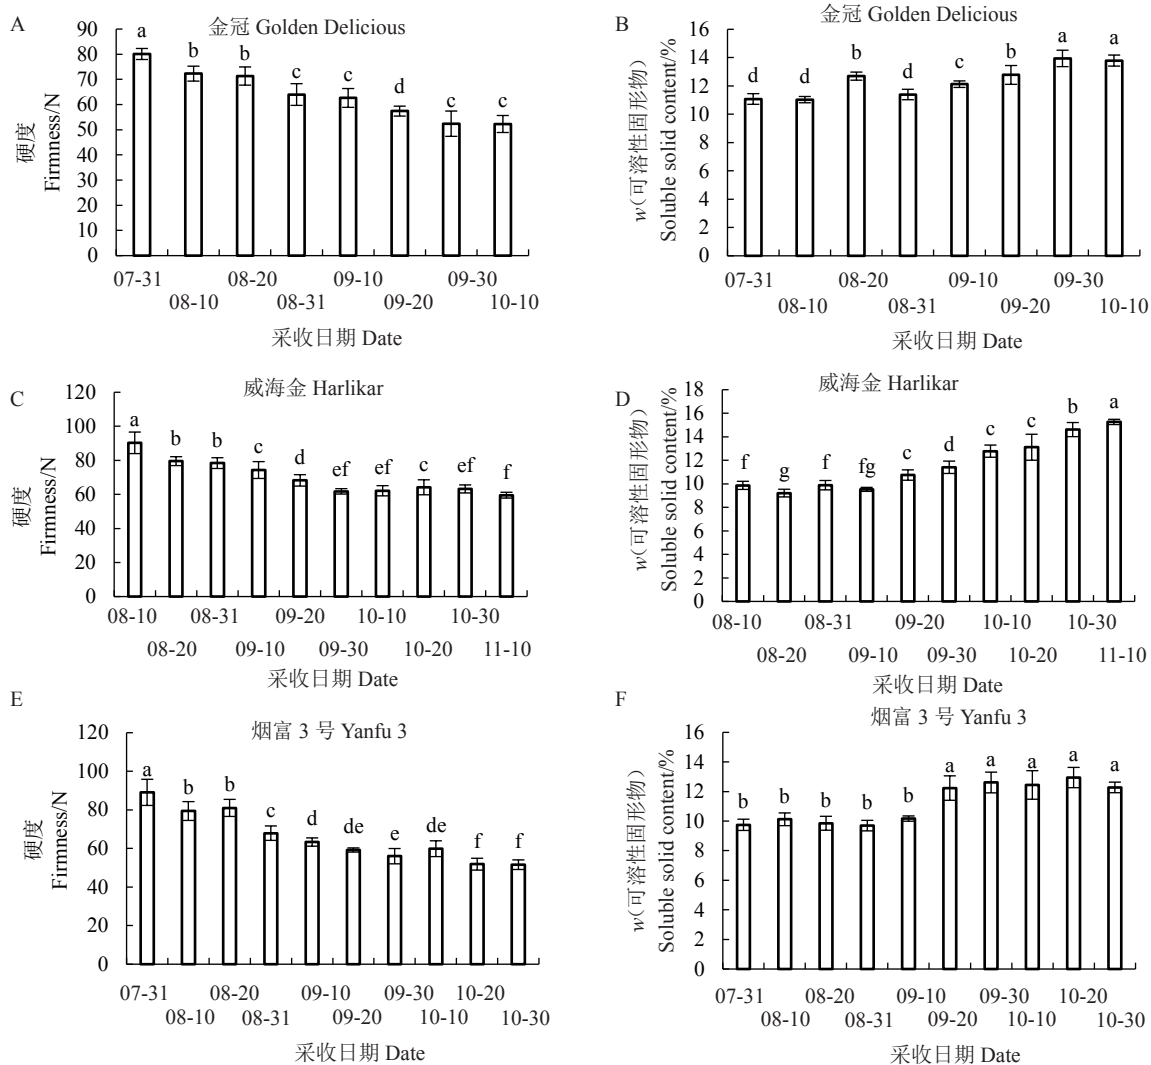 A
金冠 Golden Delicious
硬度
Firmness/N
90
80
70
60
50
40
30
20
10
0
a
b
b
c
c
d
c
c
07-31
08-10
08-20
08-31
09-10
09-20
09-30
10-10
采收日期 Date
B
金冠 Golden Delicious
w(可溶性固形物)
Soluble solid content/%
16
14
12
10
8
6
4
2
0
d
d
b
d
c
b
a
a
07-31
08-10
08-20
08-31
09-10
09-20
09-30
10-10
采收日期 Date
C
威海金 Harlikar
硬度
Firmness/N
120
100
80
60
40
20
0
a
b
b
c
d
ef
ef
c
ef
f
08-10
08-20
08-31
09-10
09-20
09-30
10-10
10-20
10-30
11-10
采收日期 Date
D
威海金 Harlikar
w(可溶性固形物)
Soluble solid content/%
18
16
14
12
10
8
6
4
2
0
f
g
f
fg
e
d
c
c
b
a
08-10
08-20
08-31
09-10
09-20
09-30
10-10
10-20
10-30
11-10
采收日期 Date
E
烟富 3 号 Yanfu 3
硬度
Firmness/N
120
100
80
60
40
20
0
a
b
b
c
d
de
e
de
f
f
07-31
08-10
08-20
08-31
09-10
09-20
09-30
10-10
10-20
10-30
采收日期 Date
F
烟富 3 号 Yanfu 3
w(可溶性固形物)
Soluble solid content/%
16
14
12
10
8
6
4
2
0
b
b
b
b
b
a
a
a
a
a
07-31
08-10
08-20
08-31
09-10
09-20
09-30
10-10
10-20
10-30
采收日期 Date